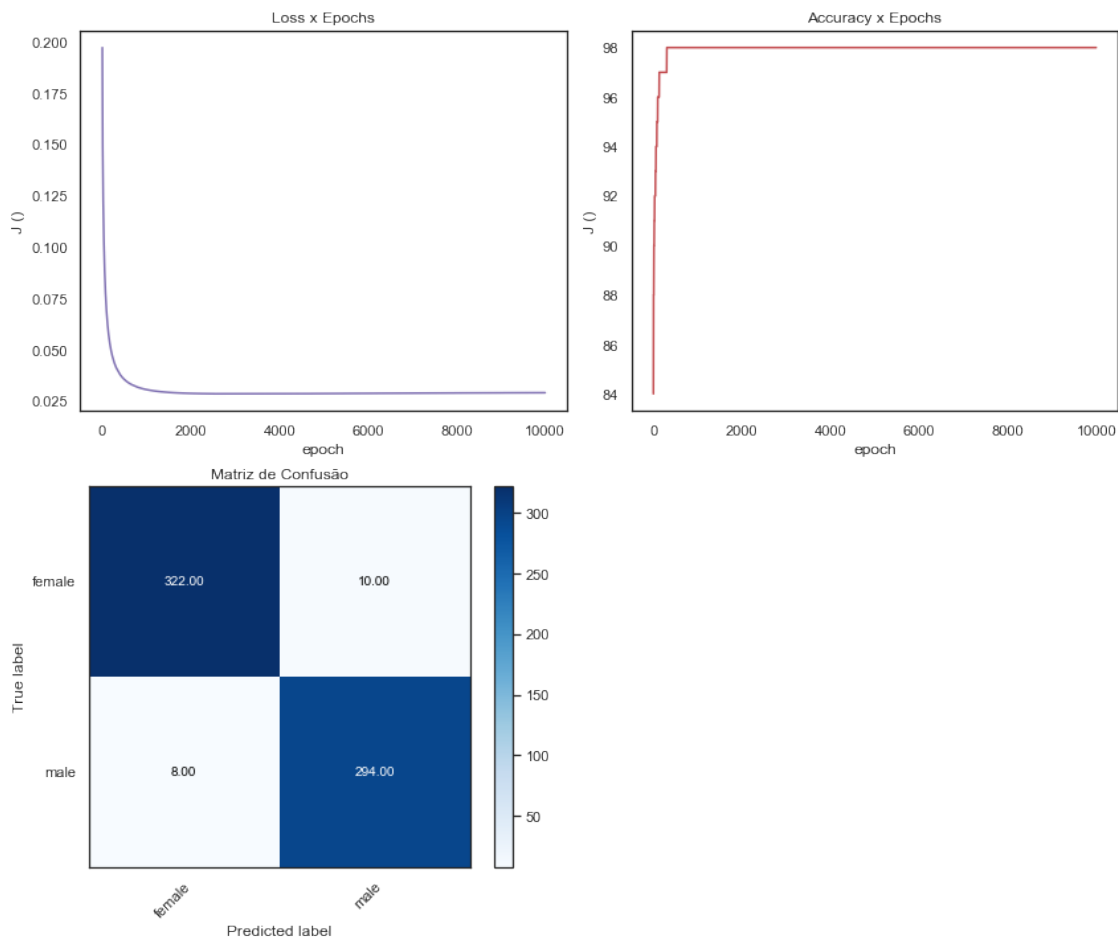 Loss x Epochs
0.200
0.175
0.150
0.125
0.100
0.075
0.050
0.025
J ()
0 2000 4000 6000 8000 10000
epoch
Accuracy x Epochs
98
96
94
92
90
88
86
84
J ()
0 2000 4000 6000 8000 10000
epoch
Matriz de Confusão
female
male
True label
322.00 10.00
8.00 294.00
female male
Predicted label
300
250
200
150
100
50